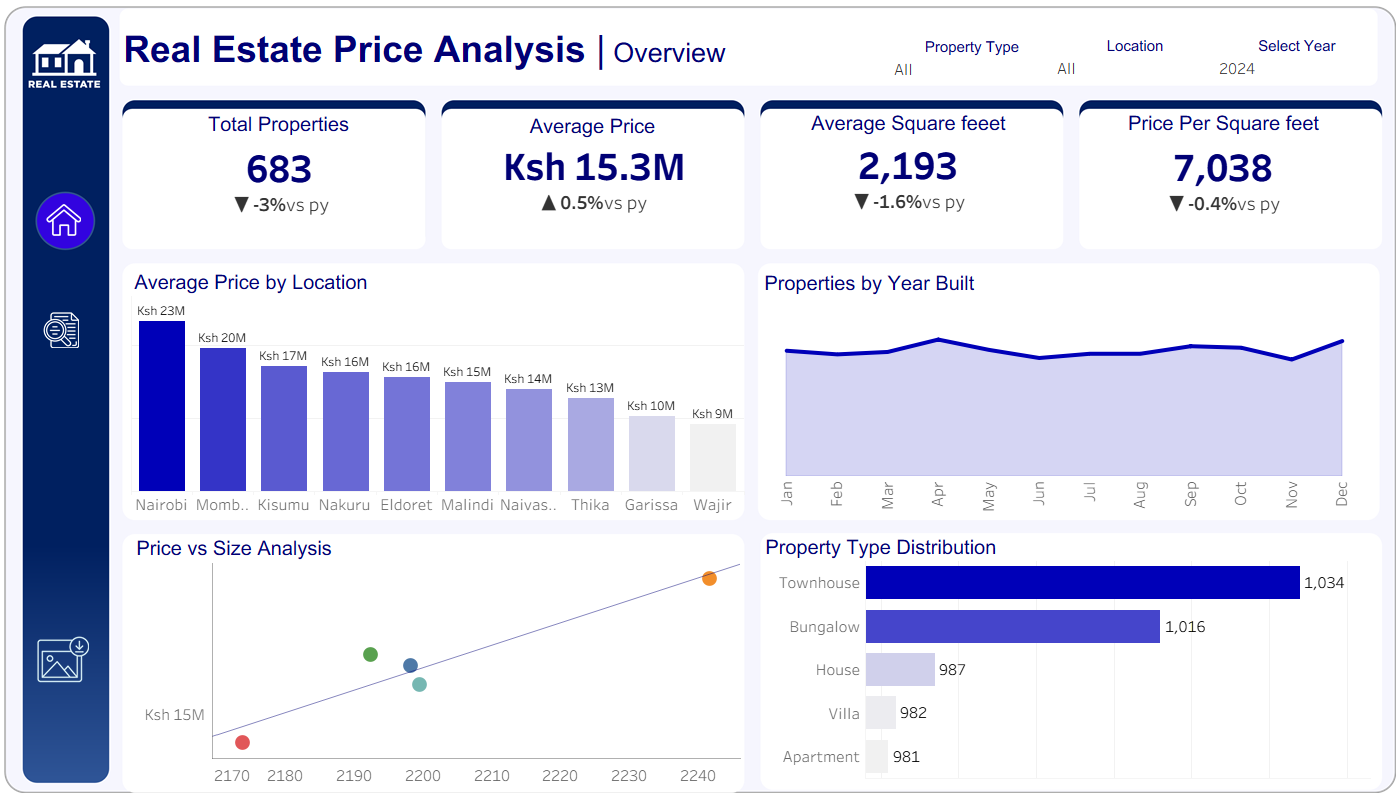 REAL ESTATE
Real Estate Price Analysis | Overview
Property Type
All
Location
All
Select Year
2024
Total Properties
683
▼ -3%vs py
Average Price
Ksh 15.3M
▲ 0.5%vs py
Average Square feeet
2,193
▼ -1.6%vs py
Price Per Square feet
7,038
▼ -0.4%vs py
Average Price by Location
Ksh 23M
Ksh 20M
Ksh 17M
Ksh 16M
Ksh 16M
Ksh 15M
Ksh 14M
Ksh 13M
Ksh 10M
Ksh 9M
Nairobi
Momb..
Kisumu
Nakuru
Eldoret
Malindi
Naivas..
Thika
Garissa
Wajir
Properties by Year Built
Jan
Feb
Mar
Apr
May
Jun
Jul
Aug
Sep
Oct
Nov
Dec
Price vs Size Analysis
Ksh 15M
2170
2180
2190
2200
2210
2220
2230
2240
Property Type Distribution
Townhouse 1,034
Bungalow 1,016
House 987
Villa 982
Apartment 981